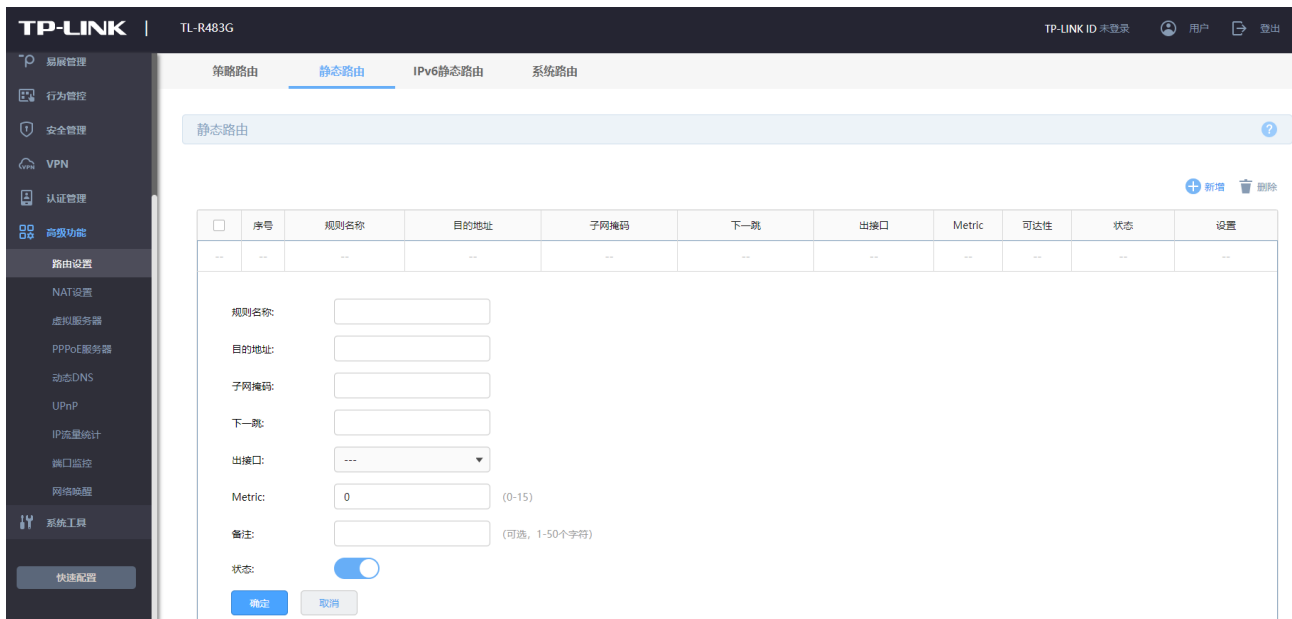 TP-LINK | TL-R483G TP-LINK ID 未登录 用户 登出
易展管理
行为管控
安全管理
VPN
认证管理
高级功能
路由设置
NAT设置
虚拟服务器
PPPoE服务器
动态DNS
UPnP
IP流量统计
端口监控
网络唤醒
系统工具
快速配置
策略路由 静态路由 IPv6静态路由 系统路由
静态路由 ?
新增 删除
序号 规则名称 目的地址 子网掩码 下一跳 出接口 Metric 可达性 状态 设置
-- -- -- -- -- -- -- -- -- -- --
规则名称:
目的地址:
子网掩码:
下一跳:
出接口: ---
Metric: 0 (0-15)
备注: (可选，1-50个字符)
状态:
确定 取消